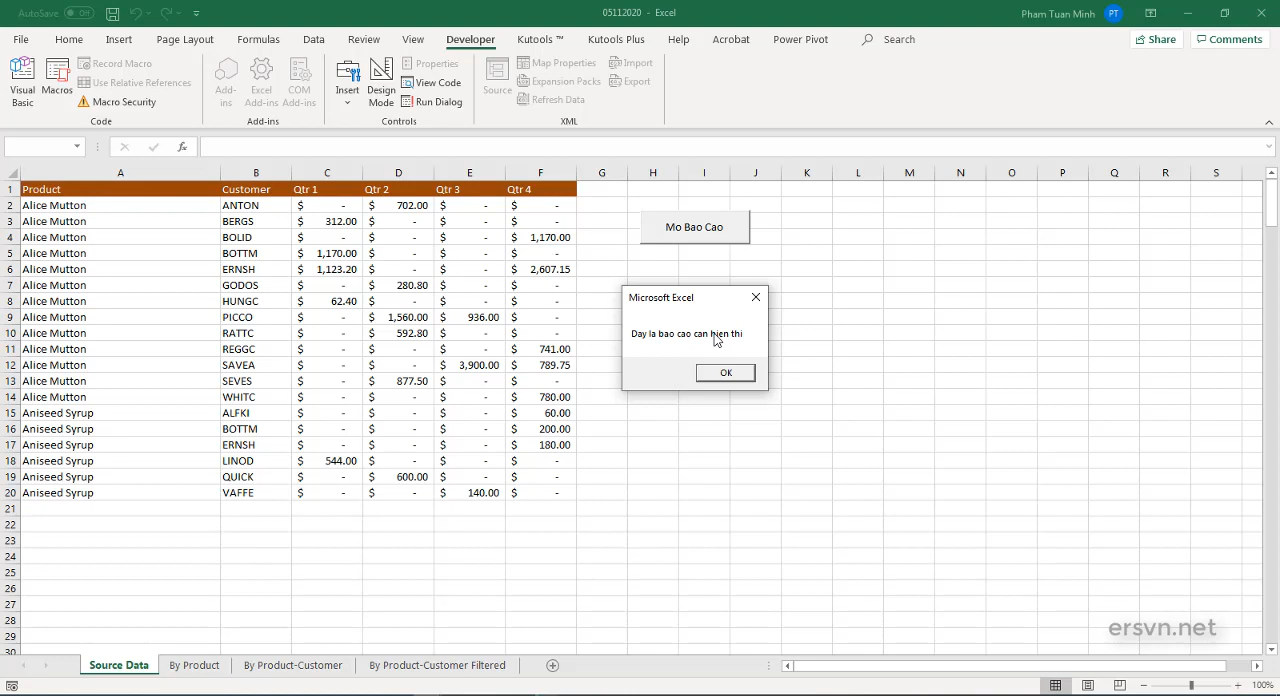 AutoSave Off 05112020 - Excel Pham Tuan Minh PT
File Home Insert Page Layout Formulas Data Review View Developer Kutools ™ Kutools Plus Help Acrobat Power Pivot Search Share Comments
Visual Basic Macros Record Macro Use Relative References Macro Security Code
Add-ins Excel Add-ins COM Add-ins Add-ins
Insert Design Mode Properties View Code Run Dialog Controls
Source Map Properties Expansion Packs Refresh Data Import Export XML
fx
A B C D E F G H I J K L M N O P Q R S
1 Product Customer Qtr 1 Qtr 2 Qtr 3 Qtr 4
2 Alice Mutton ANTON $ - $ 702.00 $ - $ -
3 Alice Mutton BERGS $ 312.00 $ - $ - $ -
4 Alice Mutton BOLID $ - $ - $ - $ 1,170.00
5 Alice Mutton BOTTM $ 1,170.00 $ - $ - $ -
6 Alice Mutton ERNSH $ 1,123.20 $ - $ - $ 2,607.15
7 Alice Mutton GODOS $ - $ 280.80 $ - $ -
8 Alice Mutton HUNGC $ 62.40 $ - $ - $ -
9 Alice Mutton PICCO $ - $ 1,560.00 $ 936.00 $ -
10 Alice Mutton RATTC $ - $ 592.80 $ - $ -
11 Alice Mutton REGGC $ - $ - $ - $ 741.00
12 Alice Mutton SAVEA $ - $ - $ 3,900.00 $ 789.75
13 Alice Mutton SEVES $ - $ 877.50 $ - $ -
14 Alice Mutton WHITC $ - $ - $ - $ 780.00
15 Aniseed Syrup ALFKI $ - $ - $ - $ 60.00
16 Aniseed Syrup BOTTM $ - $ - $ - $ 200.00
17 Aniseed Syrup ERNSH $ - $ - $ - $ 180.00
18 Aniseed Syrup LINOD $ 544.00 $ - $ - $ -
19 Aniseed Syrup QUICK $ - $ 600.00 $ - $ -
20 Aniseed Syrup VAFFE $ - $ - $ 140.00 $ -
21
22
23
24
25
26
27
28
29
30
Mo Bao Cao
Microsoft Excel
Day la bao cao can hien thi
OK
ersvn.net
Source Data By Product By Product-Customer By Product-Customer Filtered
100%